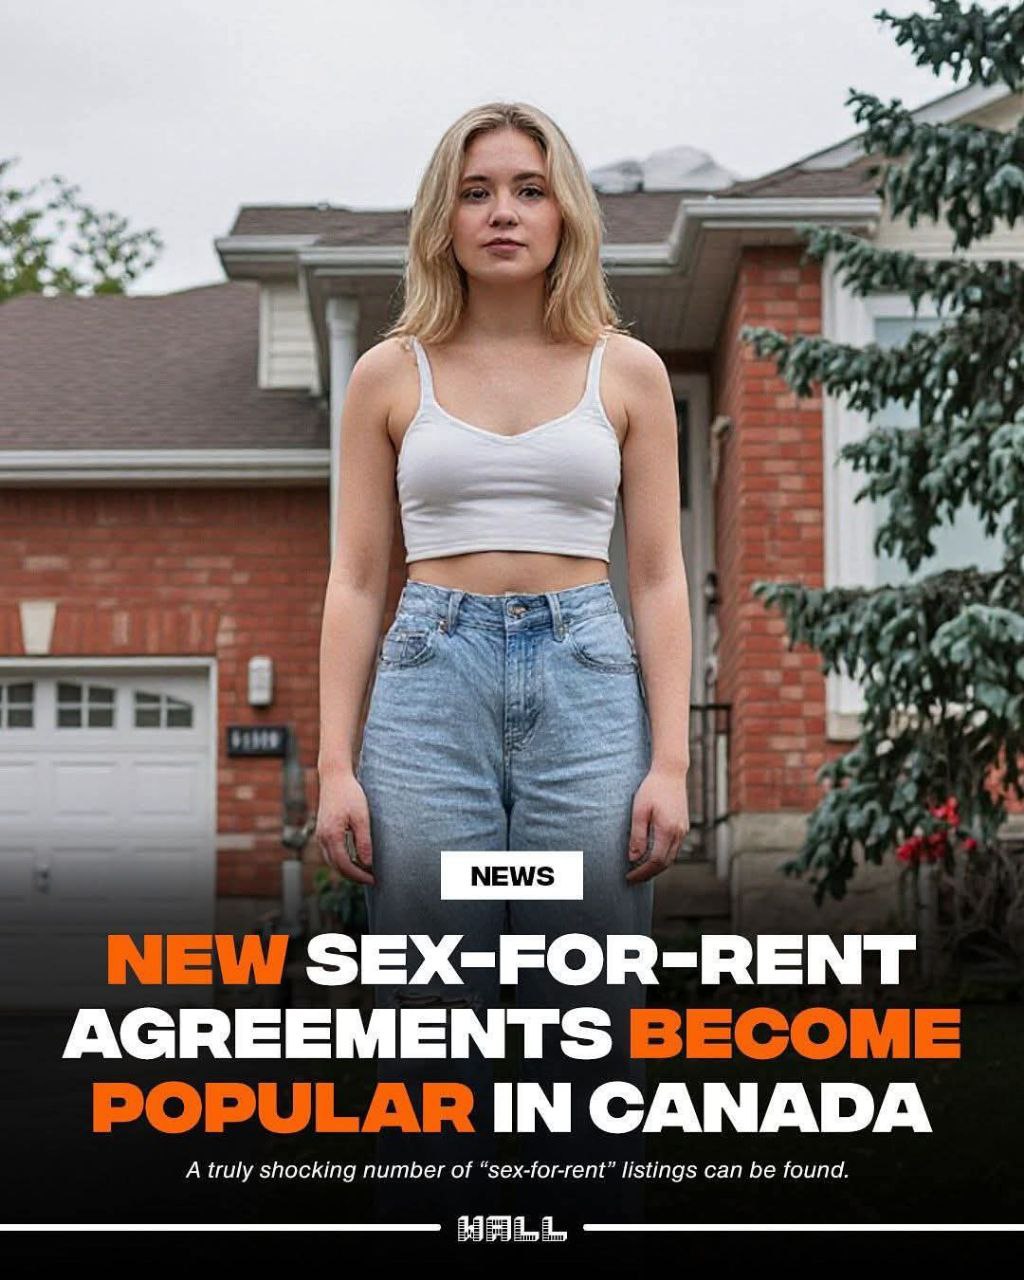 NEWS
NEW SEX-FOR-RENT
AGREEMENTS BECOME
POPULAR IN CANADA
A truly shocking number of “sex-for-rent” listings can be found.
WALL